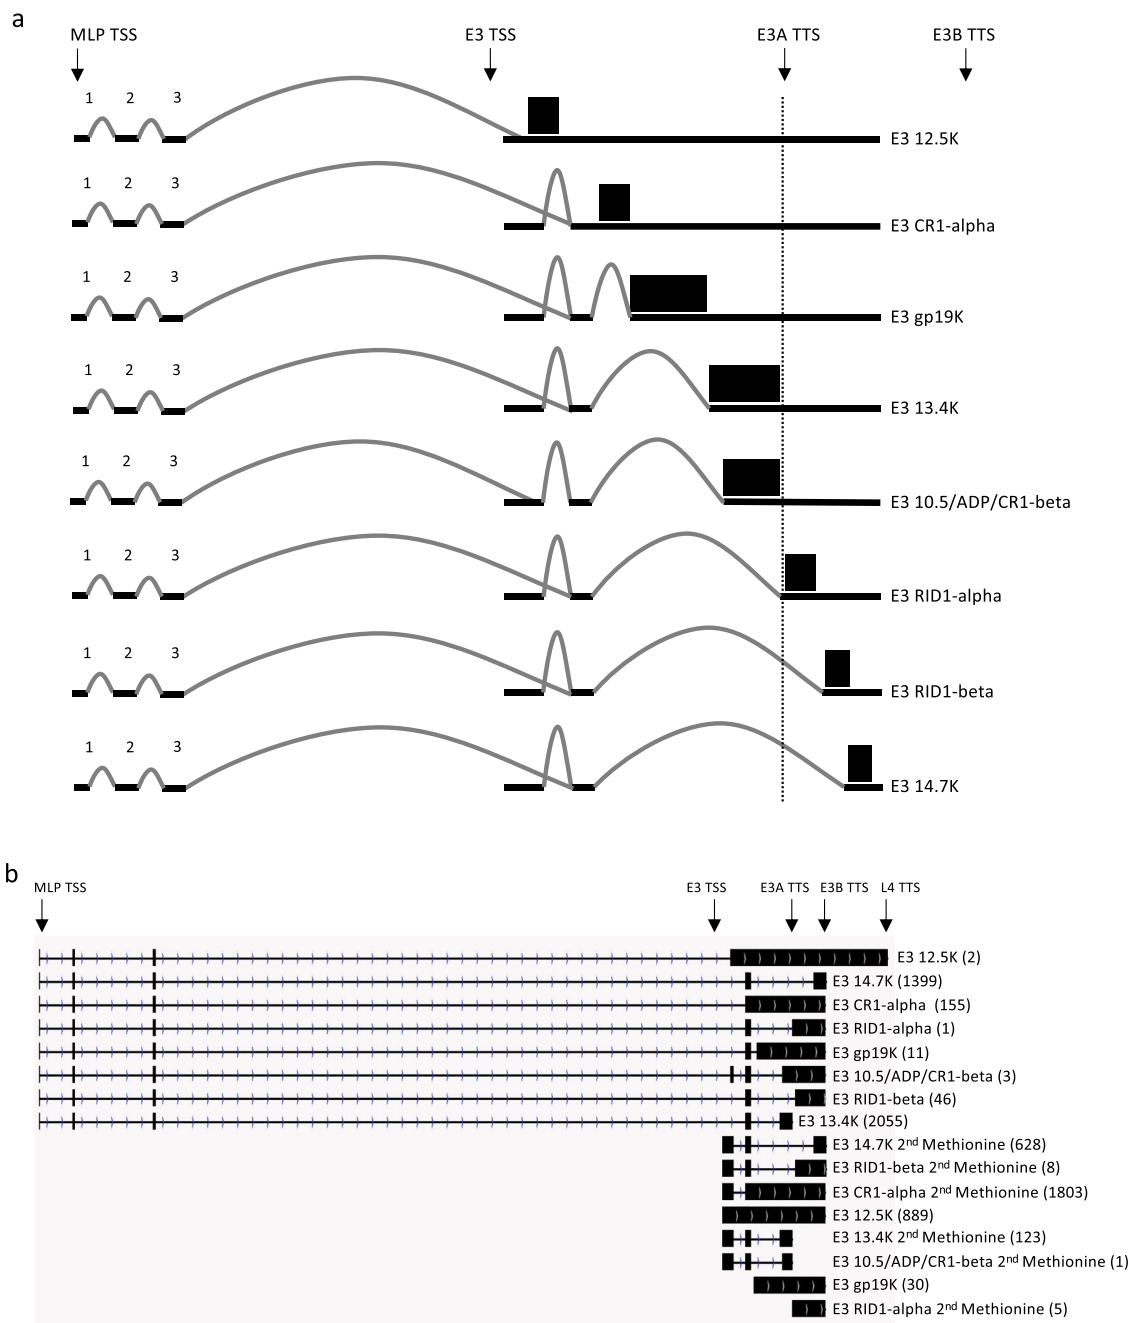 a
MLP TSS E3 TSS E3A TTS E3B TTS
1 2 3
E3 12.5K
1 2 3
E3 CR1-alpha
1 2 3
E3 gp19K
1 2 3
E3 13.4K
1 2 3
E3 10.5/ADP/CR1-beta
1 2 3
E3 RID1-alpha
1 2 3
E3 RID1-beta
1 2 3
E3 14.7K
b
MLP TSS E3 TSS E3A TTS E3B TTS L4 TTS
E3 12.5K (2)
E3 14.7K (1399)
E3 CR1-alpha (155)
E3 RID1-alpha (1)
E3 gp19K (11)
E3 10.5/ADP/CR1-beta (3)
E3 RID1-beta (46)
E3 13.4K (2055)
E3 14.7K 2nd Methionine (628)
E3 RID1-beta 2nd Methionine (8)
E3 CR1-alpha 2nd Methionine (1803)
E3 12.5K (889)
E3 13.4K 2nd Methionine (123)
E3 10.5/ADP/CR1-beta 2nd Methionine (1)
E3 gp19K (30)
E3 RID1-alpha 2nd Methionine (5)